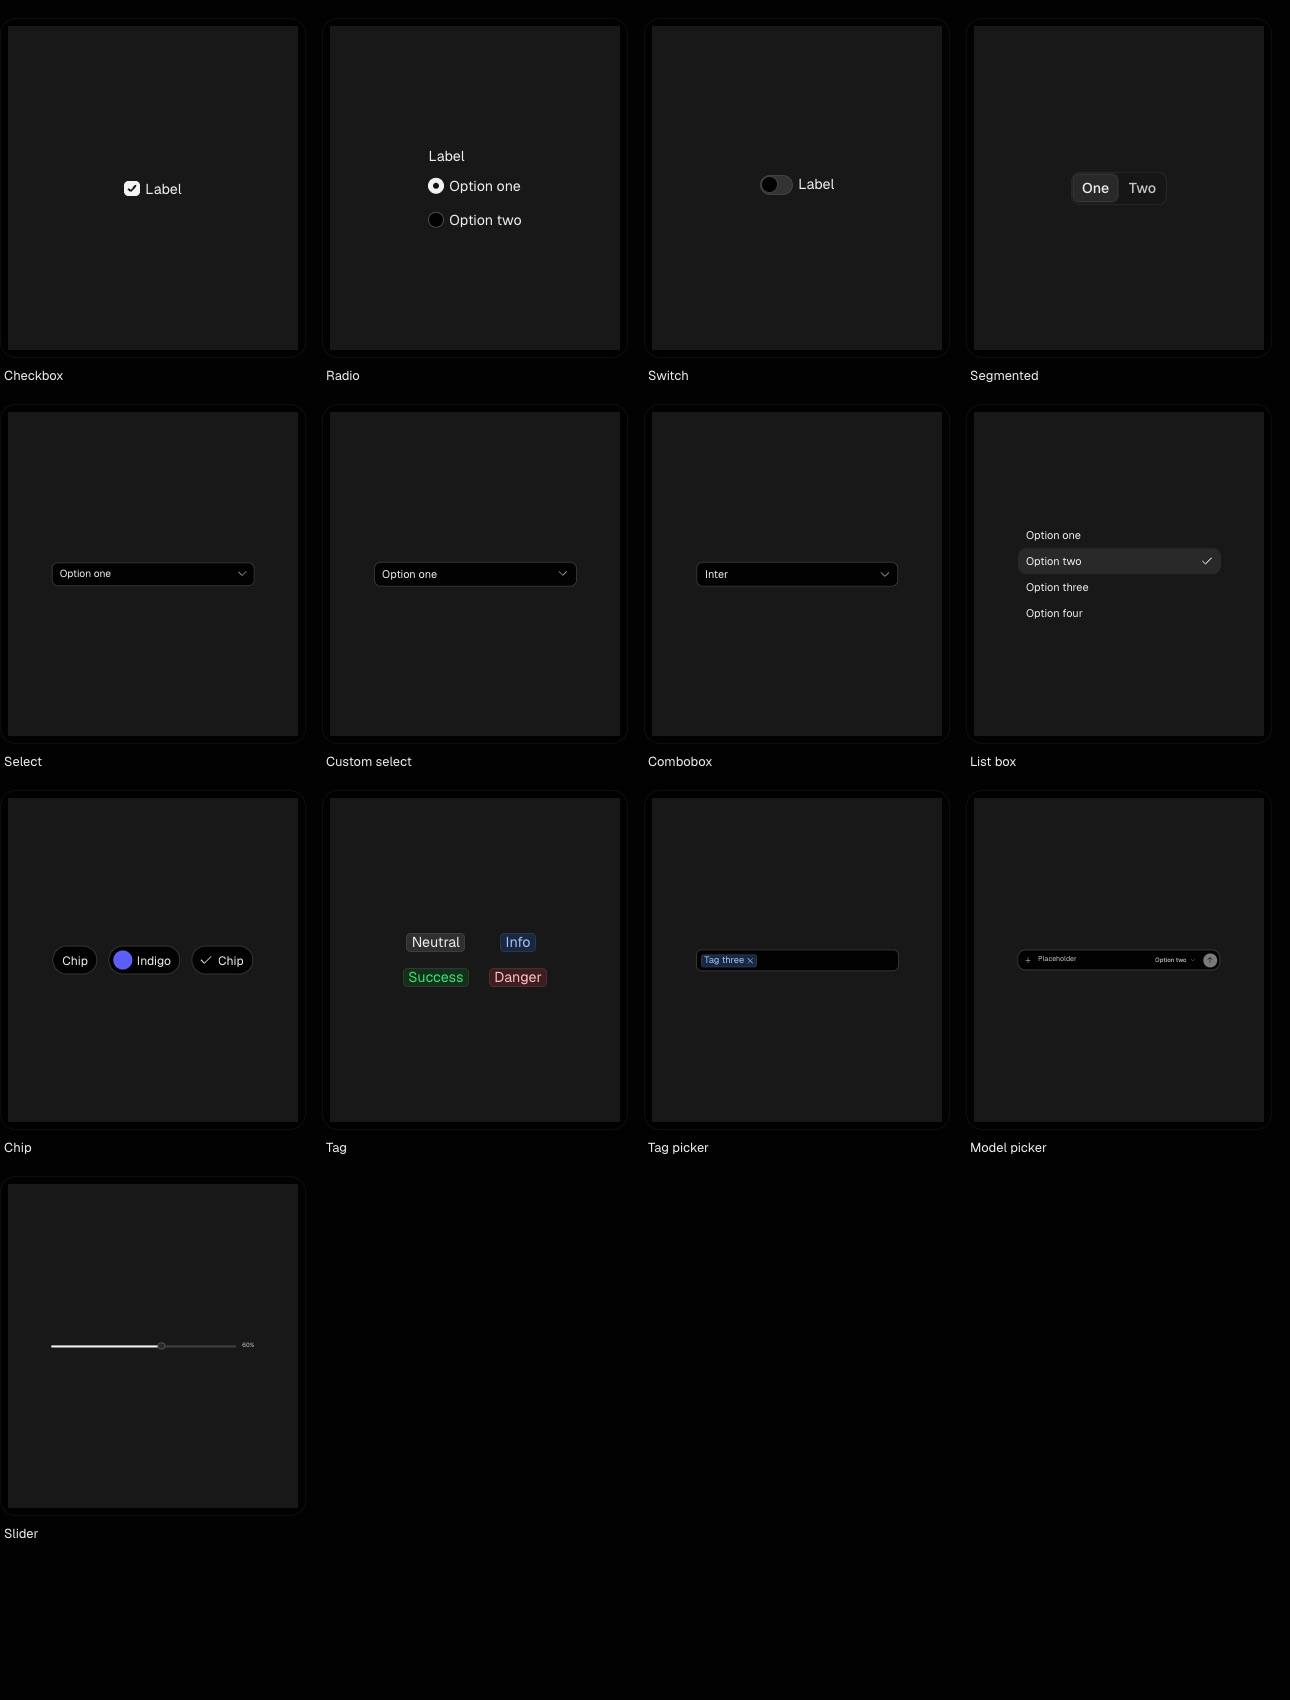 Label
Label
Option one
Option two
Label
One Two
Checkbox
Radio
Switch
Segmented
Option one
Option one
Inter
Option one
Option two
Option three
Option four
Select
Custom select
Combobox
List box
Chip Indigo Chip
Neutral Info
Success Danger
Tag three
Placeholder Option two
Chip
Tag
Tag picker
Model picker
60%
Slider